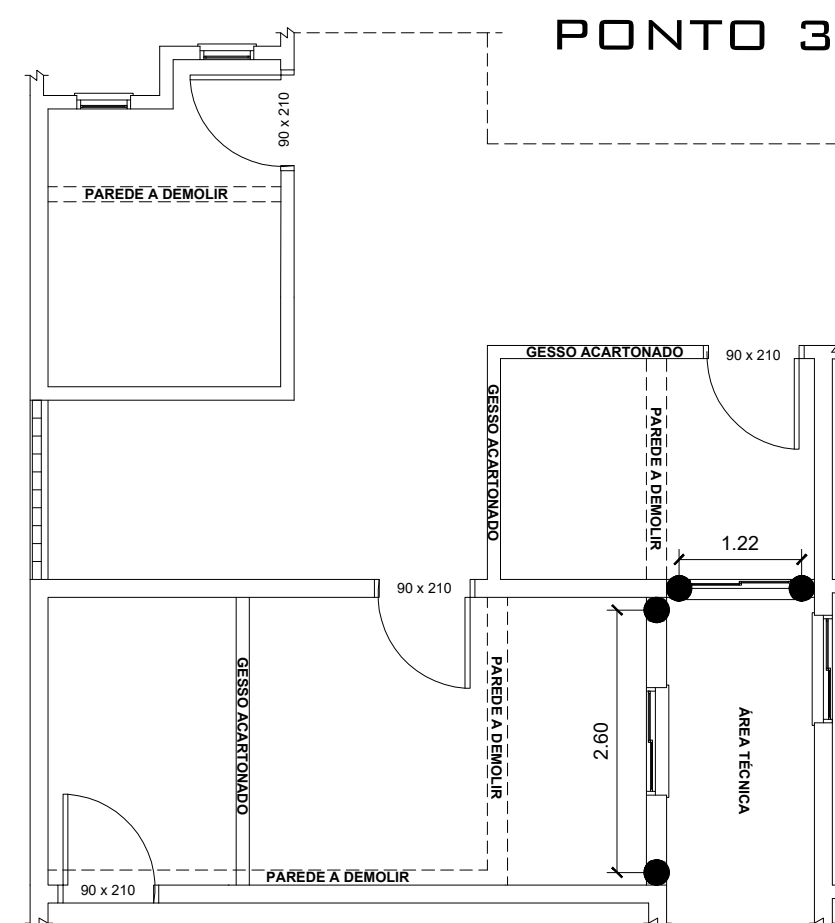 PONTO 3
90 x 210
PAREDE A DEMOLIR
GESSO ACARTONADO
90 x 210
GESSO ACARTONADO
PAREDE A DEMOLIR
1.22
90 x 210
GESSO ACARTONADO
PAREDE A DEMOLIR
2.60
ÁREA TÉCNICA
PAREDE A DEMOLIR
90 x 210